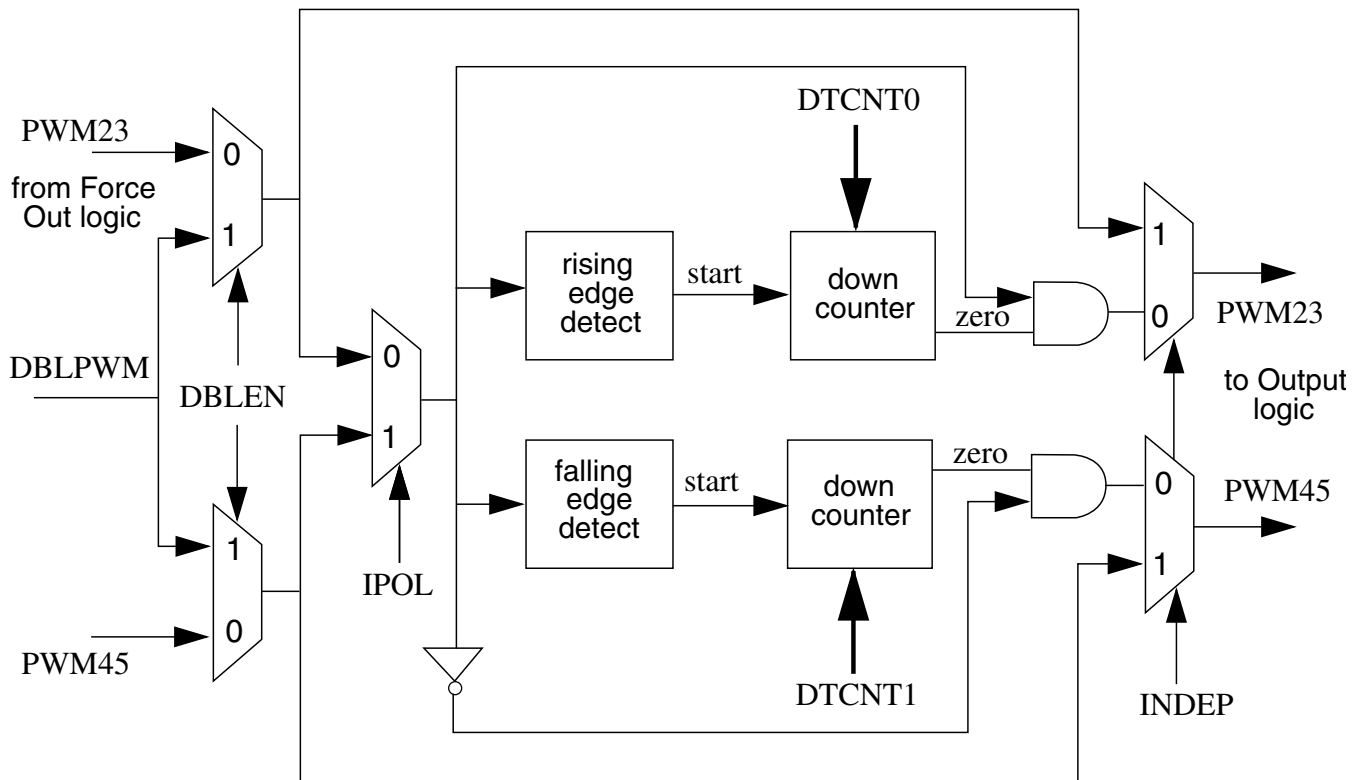 DTCNT0
PWM23
0
from Force
Out logic
1
rising
edge
detect
start
down
counter
zero
1
0
PWM23
DBLPWM
DBLEN
0
1
to Output
logic
falling
edge
detect
start
down
counter
zero
0
1
PWM45
1
0
PWM45
IPOL
DTCNT1
INDEP